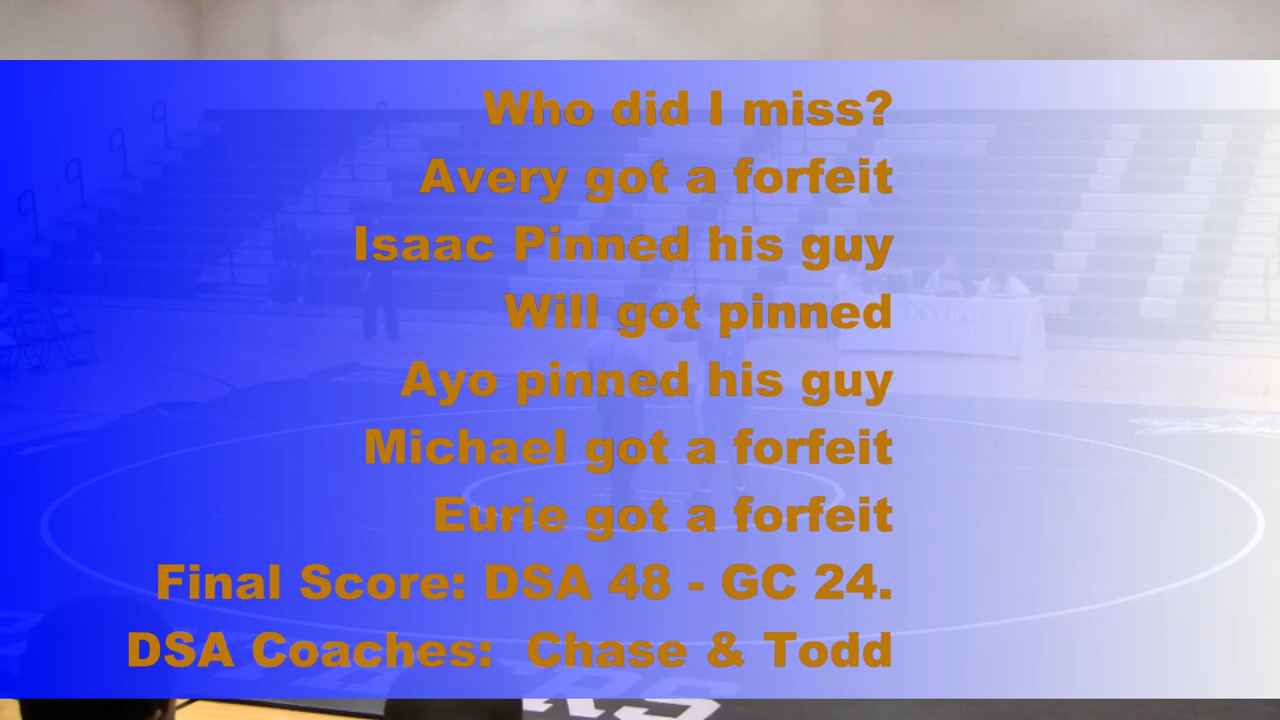 Who did I miss?
Avery got a forfeit
Isaac Pinned his guy
Will got pinned
Ayo pinned his guy
Michael got a forfeit
Eurie got a forfeit
Final Score: DSA 48 - GC 24.
DSA Coaches:  Chase & Todd